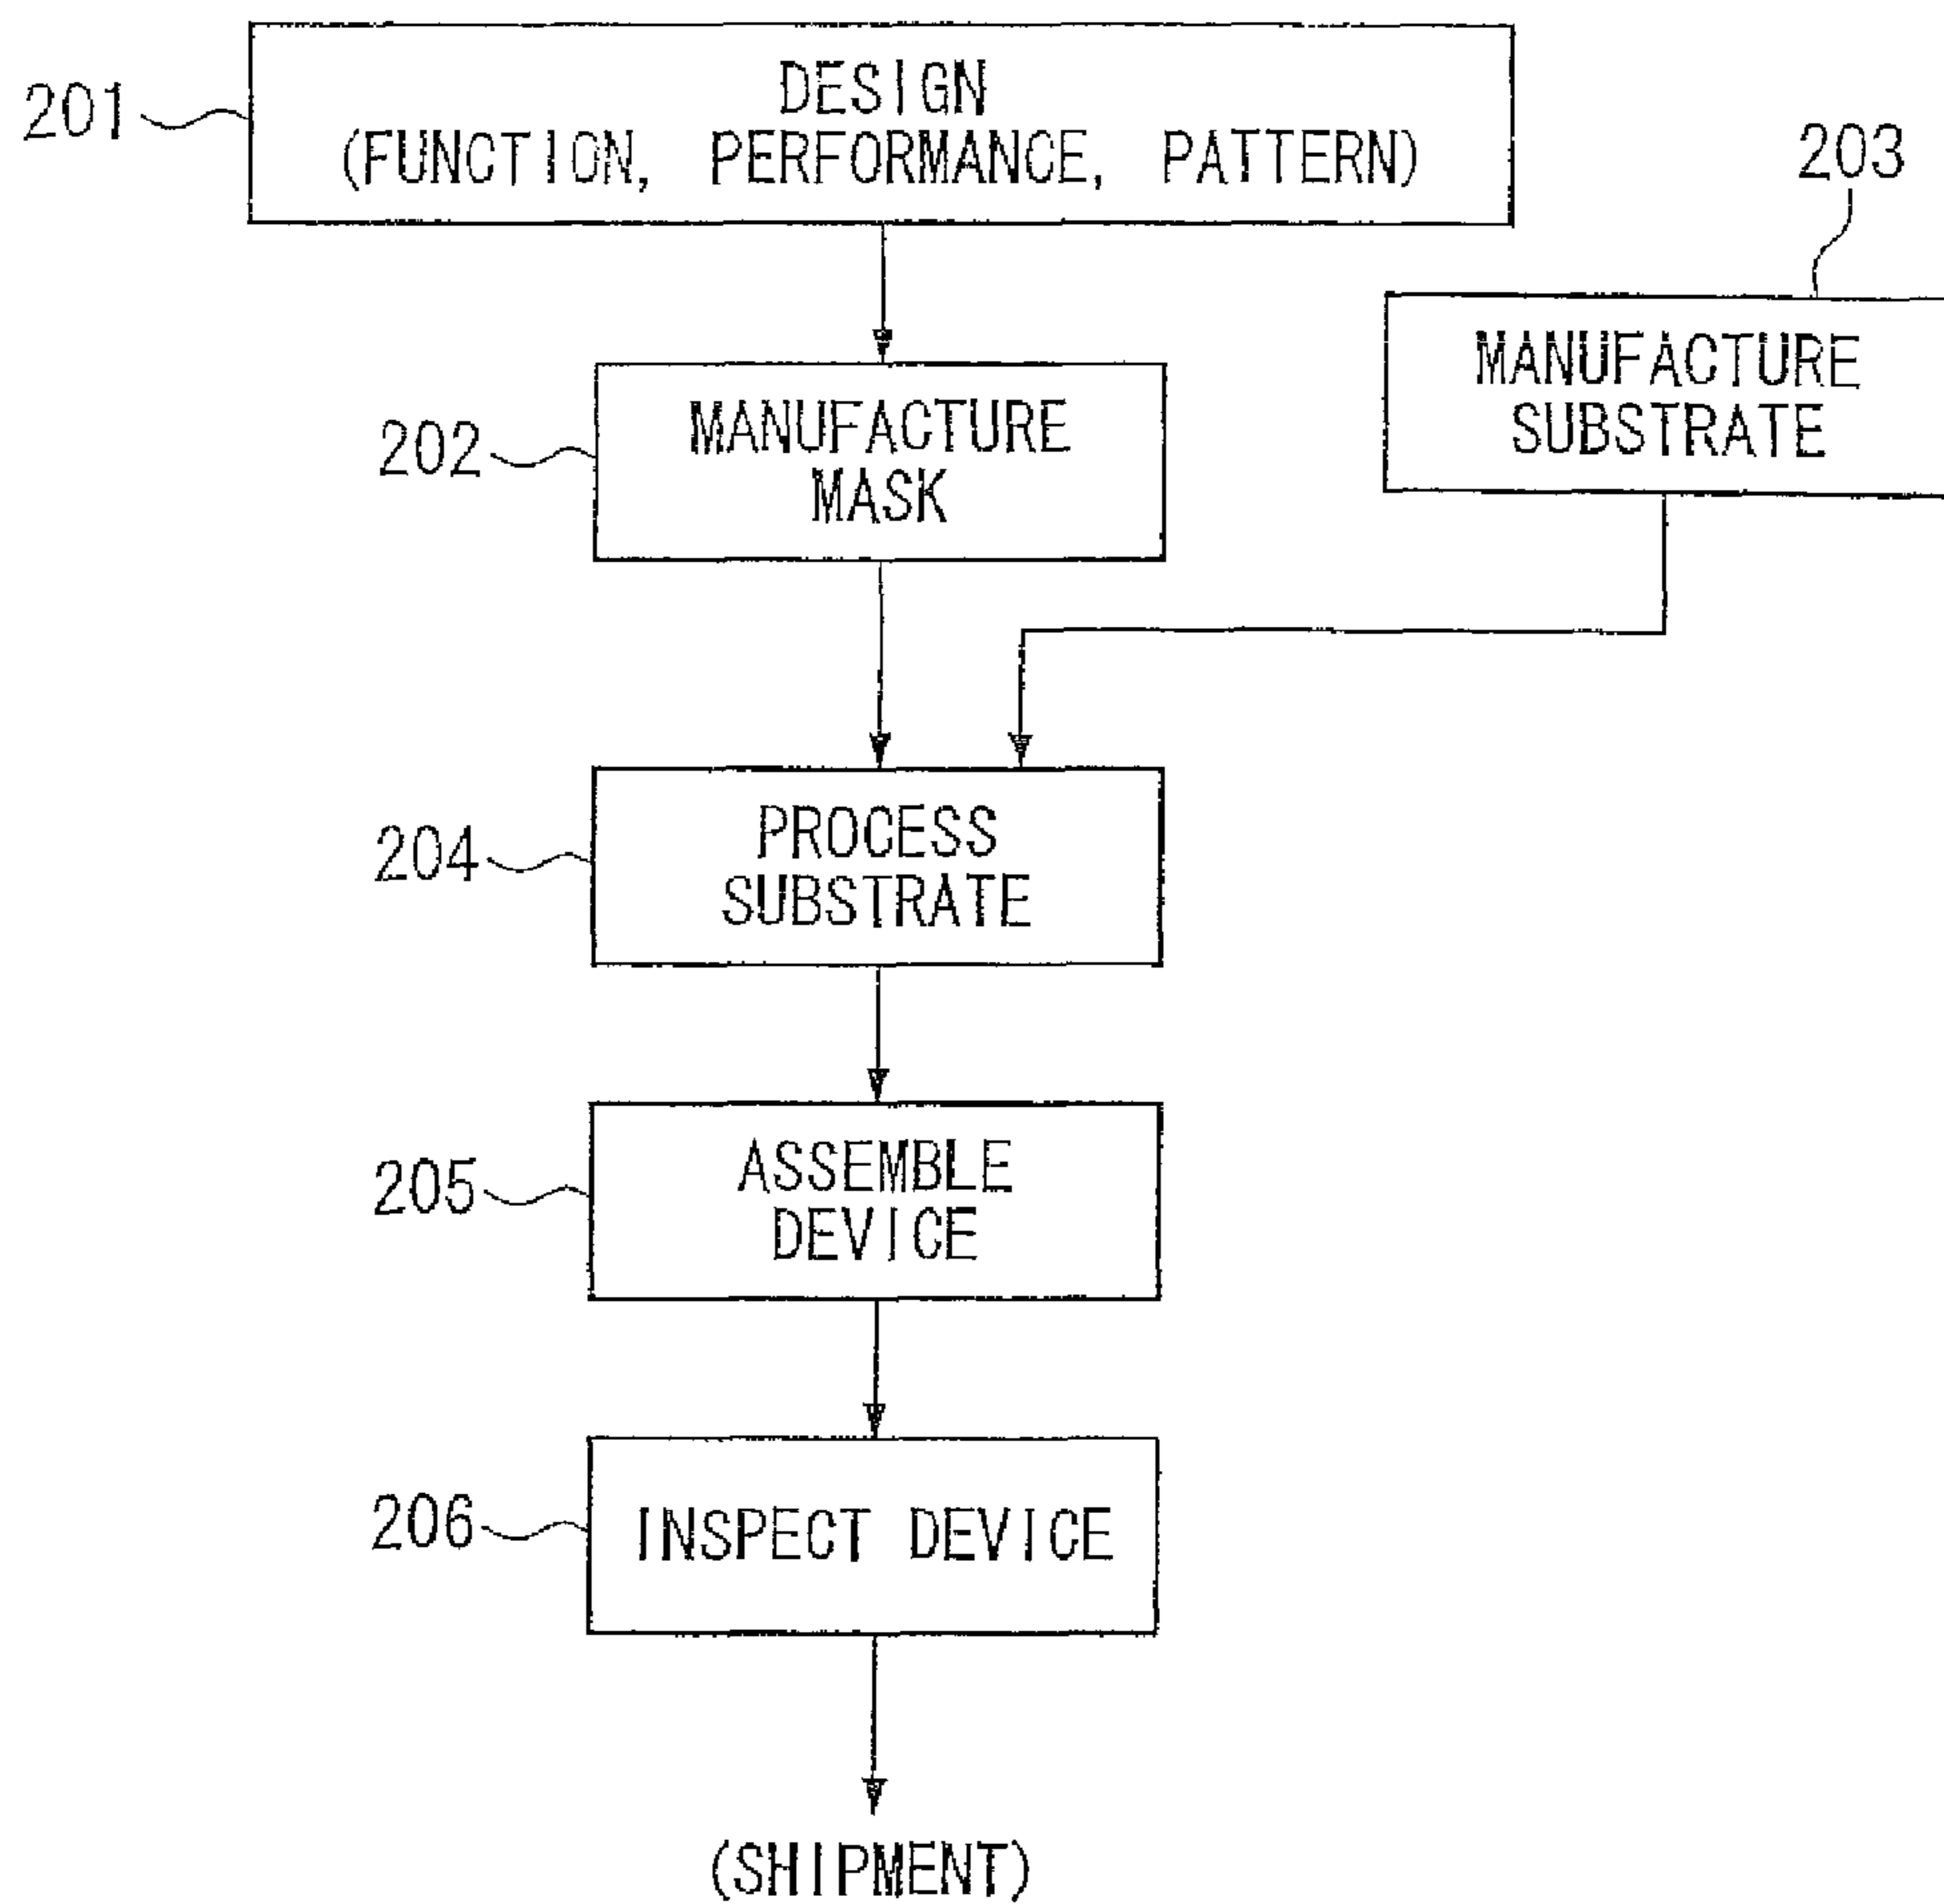 201
DESIGN
(FUNCTION, PERFORMANCE, PATTERN)
203
MANUFACTURE
SUBSTRATE
202
MANUFACTURE
MASK
204
PROCESS
SUBSTRATE
205
ASSEMBLE
DEVICE
206
INSPECT DEVICE
(SHIPMENT)